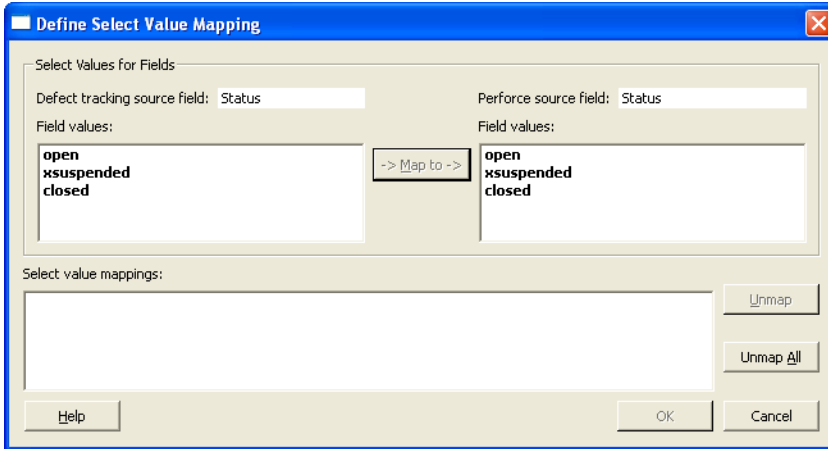 Define Select Value Mapping
Select Values for Fields
Defect tracking source field: Status
Perforce source field: Status
Field values:
Field values:
open
xsuspended
closed
-> Map to ->
open
xsuspended
closed
Select value mappings:
Unmap
Unmap All
Help
OK
Cancel